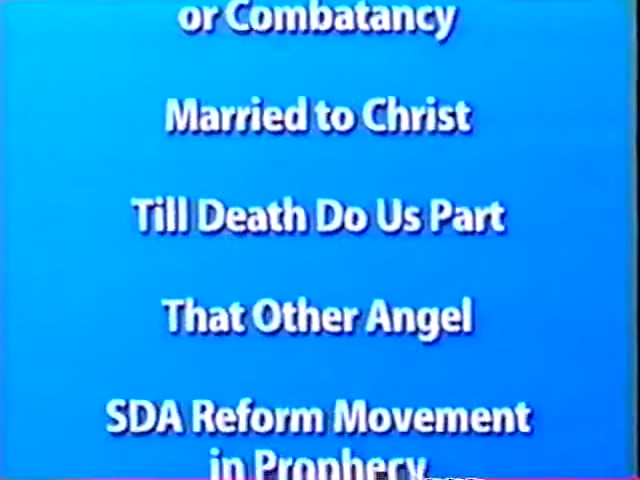 or Combatancy
Married to Christ
Till Death Do Us Part
That Other Angel
SDA Reform Movement
in Prophecy